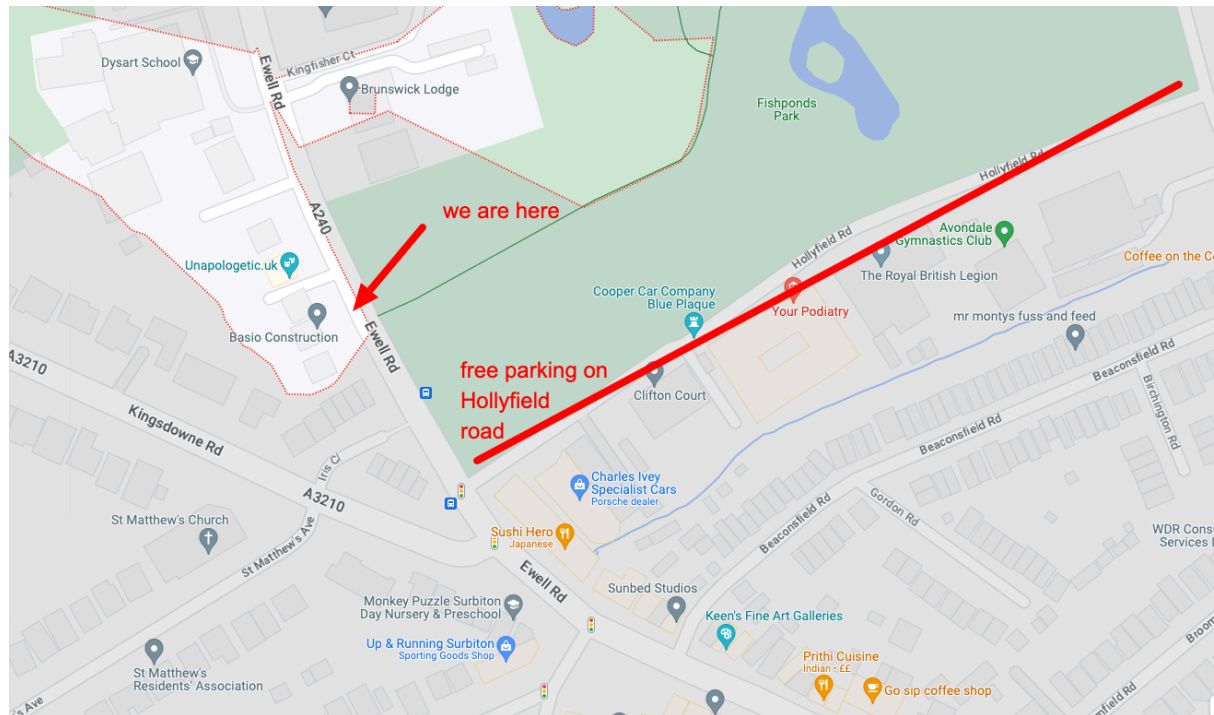 Dysart School
Ewell Rd
Kingfisher Ct
Brunswick Lodge
Fishponds
Park
Hollyfield Rd
we are here
A240
Unapologetic.uk
Hollyfield Rd
Avondale
Gymnastics Club
The Royal British Legion
Coffee on the C
Cooper Car Company
Blue Plaque
Your Podiatry
mr montys fuss and feed
Basio Construction
Ewell Rd
A3210
free parking on
Hollyfield
road
Clifton Court
Beaconsfield Rd
Birchington Rd
Kingsdowne Rd
Iris Cl
A3210
Charles Ivey
Specialist Cars
Porsche dealer
Beaconsfield Rd
Gordon Rd
St Matthew's Church
St Matthew's Ave
Sushi Hero
Japanese
Beaconsfield Rd
WDR Cons
Services
Ewell Rd
Sunbed Studios
Monkey Puzzle Surbiton
Day Nursery & Preschool
Keen's Fine Art Galleries
Up & Running Surbiton
Sporting Goods Shop
Prithi Cuisine
Indian • ££
Broom
St Matthew's
Residents' Association
Go sip coffee shop
s Ave
mfield Rd